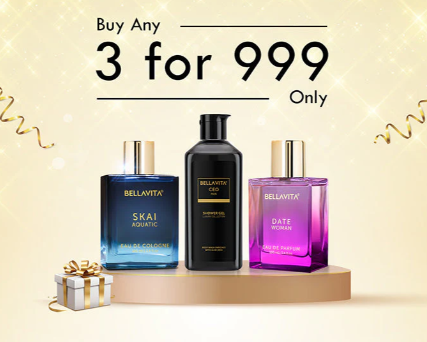 Buy Any
3 for 999
Only
BELLAVITA
SKAI
AQUATIC
EAU DE COLOGNE
BELLAVITA
CEO
SHOWER GEL
BELLAVITA
DATE
WOMAN
EAU DE PARFUM